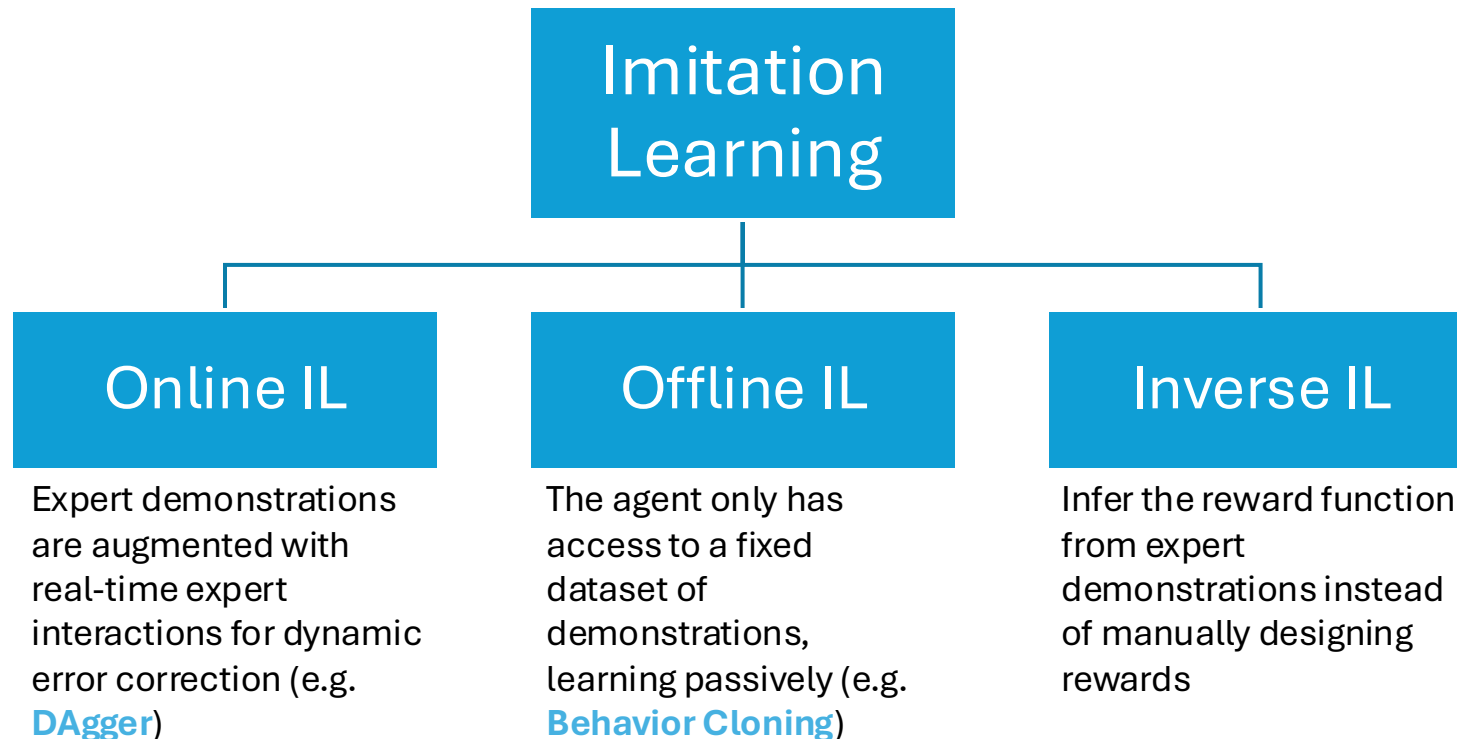 Imitation
Learning
Online IL
Offline IL
Inverse IL
Expert demonstrations
are augmented with
real-time expert
interactions for dynamic
error correction (e.g.
DAgger)
The agent only has
access to a fixed
dataset of
demonstrations,
learning passively (e.g.
Behavior Cloning)
Infer the reward function
from expert
demonstrations instead
of manually designing
rewards